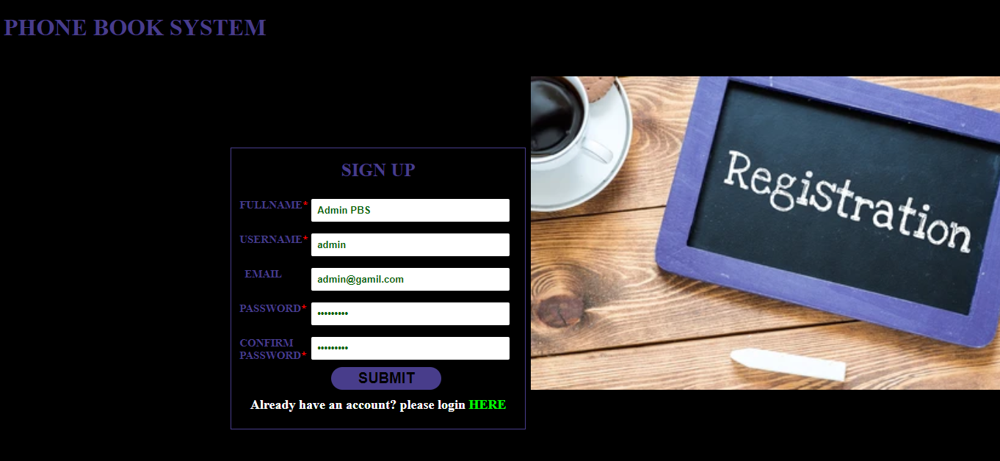 PHONE BOOK SYSTEM
SIGN UP
FULLNAME* Admin PBS
USERNAME* admin
EMAIL admin@gamil.com
PASSWORD* •••••••••
CONFIRM
PASSWORD* •••••••••
SUBMIT
Already have an account? please login HERE
Registration